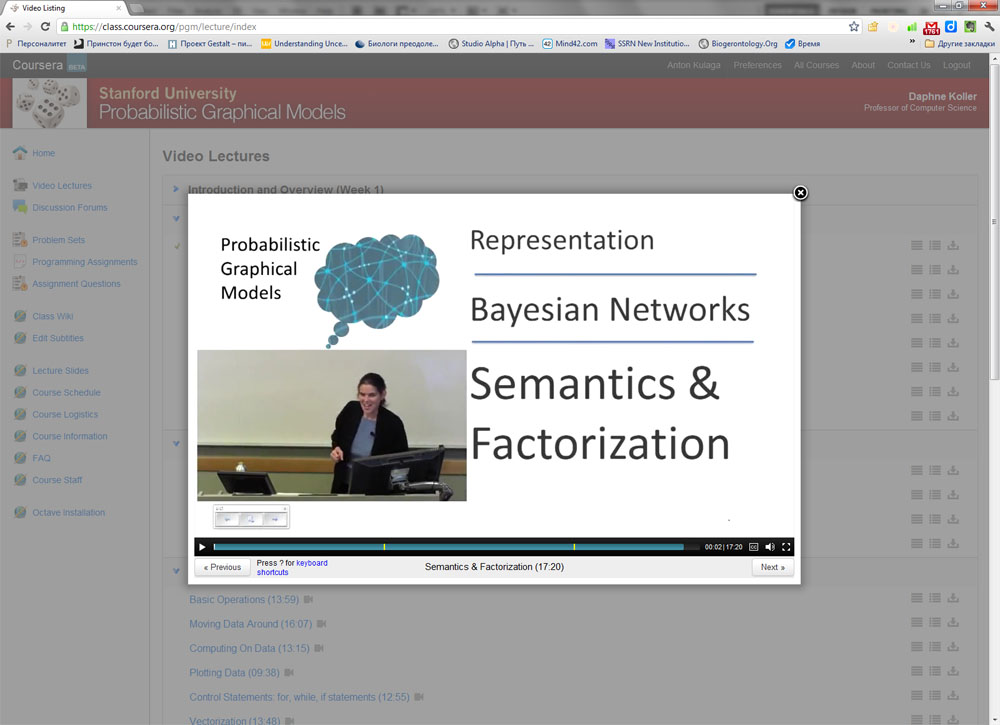 Video Listing
https://class.coursera.org/pgm/lecture/index
1761
Персоналитет
Принстон будет бо...
Проект Gestalt – пи...
Understanding Unce...
Биологи преодоле...
Studio Alpha | Путь ...
Mind42.com
SSRN New Institutio...
Biogerontology.Org
Время
Другие закладки
Coursera BETA
Anton Kulaga
Preferences
All Courses
About
Contact Us
Logout
Stanford University
Probabilistic Graphical Models
Daphne Koller
Professor of Computer Science
Home
Video Lectures
Discussion Forums
Problem Sets
Programming Assignments
Assignment Questions
Class Wiki
Edit Subtitles
Lecture Slides
Course Schedule
Course Logistics
Course Information
FAQ
Course Staff
Octave Installation
Video Lectures
Introduction and Overview (Week 1)
Probabilistic
Graphical
Models
Representation
Bayesian Networks
Semantics &
Factorization
00:02 | 17:20
« Previous
Press ? for keyboard
shortcuts
Semantics & Factorization (17:20)
Next »
Basic Operations (13:59)
Moving Data Around (16:07)
Computing On Data (13:15)
Plotting Data (09:38)
Control Statements: for, while, if statements (12:55)
Vectorization (13:48)